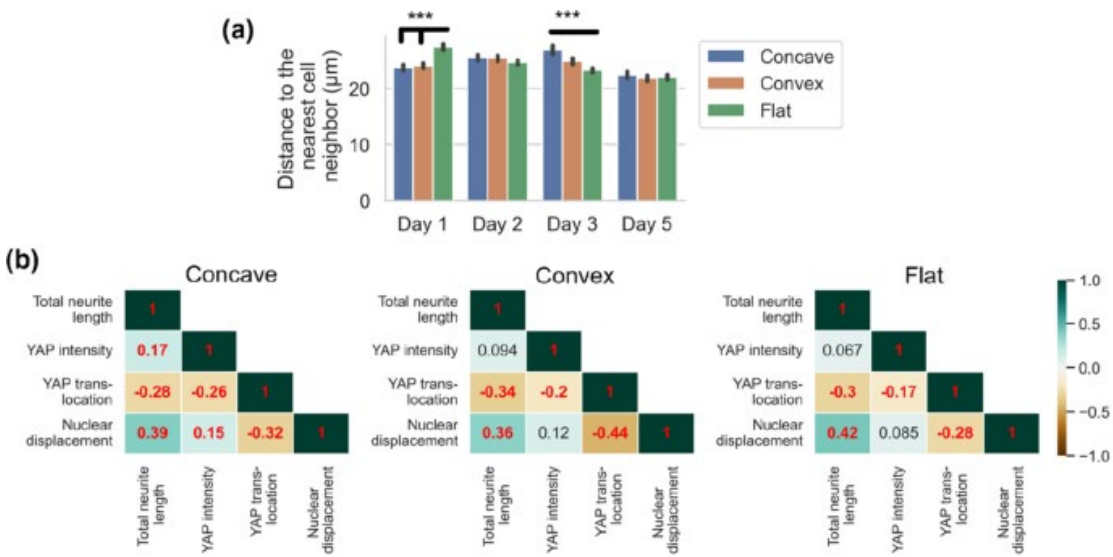 (a)
***
***
Distance to the
nearest cell
neighbor (μm)
20
10
0
Day 1 Day 2 Day 3 Day 5
Concave
Convex
Flat
(b)
Concave
Total neurite
length
YAP intensity
YAP trans-
location
Nuclear
displacement
1
0.17 1
-0.28 -0.26 1
0.39 0.15 -0.32 1
Total neurite
length
YAP intensity
YAP trans-
location
Nuclear
displacement
Convex
Total neurite
length
YAP intensity
YAP trans-
location
Nuclear
displacement
1
0.094 1
-0.34 -0.2 1
0.36 0.12 -0.44 1
Total neurite
length
YAP intensity
YAP trans-
location
Nuclear
displacement
Flat
Total neurite
length
YAP intensity
YAP trans-
location
Nuclear
displacement
1
0.067 1
-0.3 -0.17 1
0.42 0.085 -0.28 1
Total neurite
length
YAP intensity
YAP trans-
location
Nuclear
displacement
1.0
0.5
0.0
-0.5
-1.0